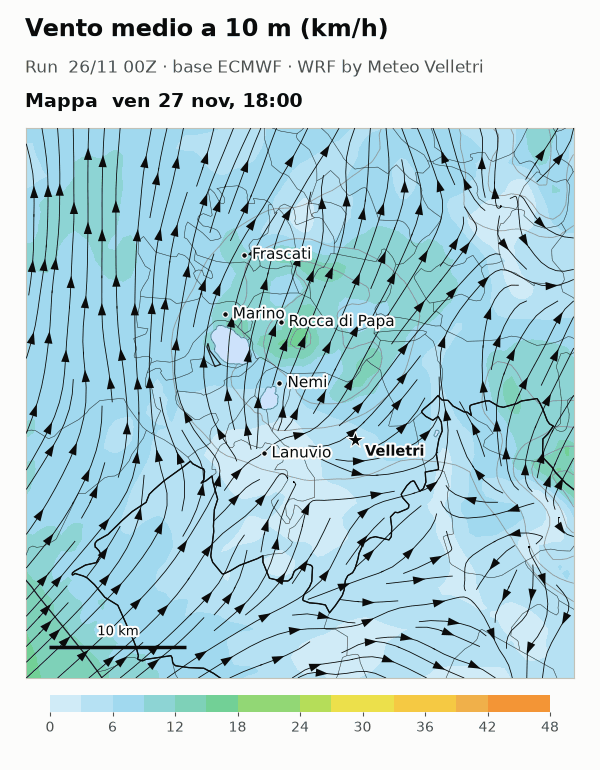 Vento medio a 10 m (km/h)
Run  26/11 00Z · base ECMWF · WRF by Meteo Velletri
Mappa  ven 27 nov, 18:00
Frascati
Marino
Rocca di Papa
Nemi
Velletri
Lanuvio
10 km
0 6 12 18 24 30 36 42 48